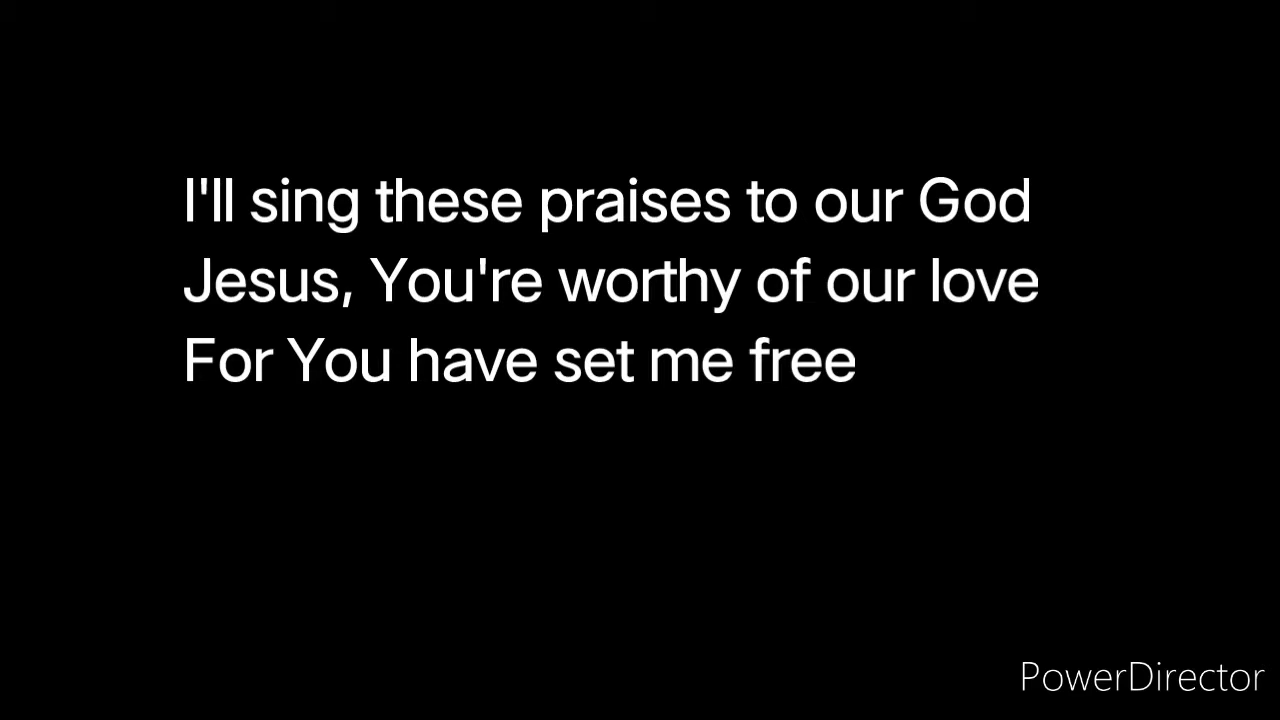 I'll sing these praises to our God
Jesus, You're worthy of our love
For You have set me free
PowerDirector